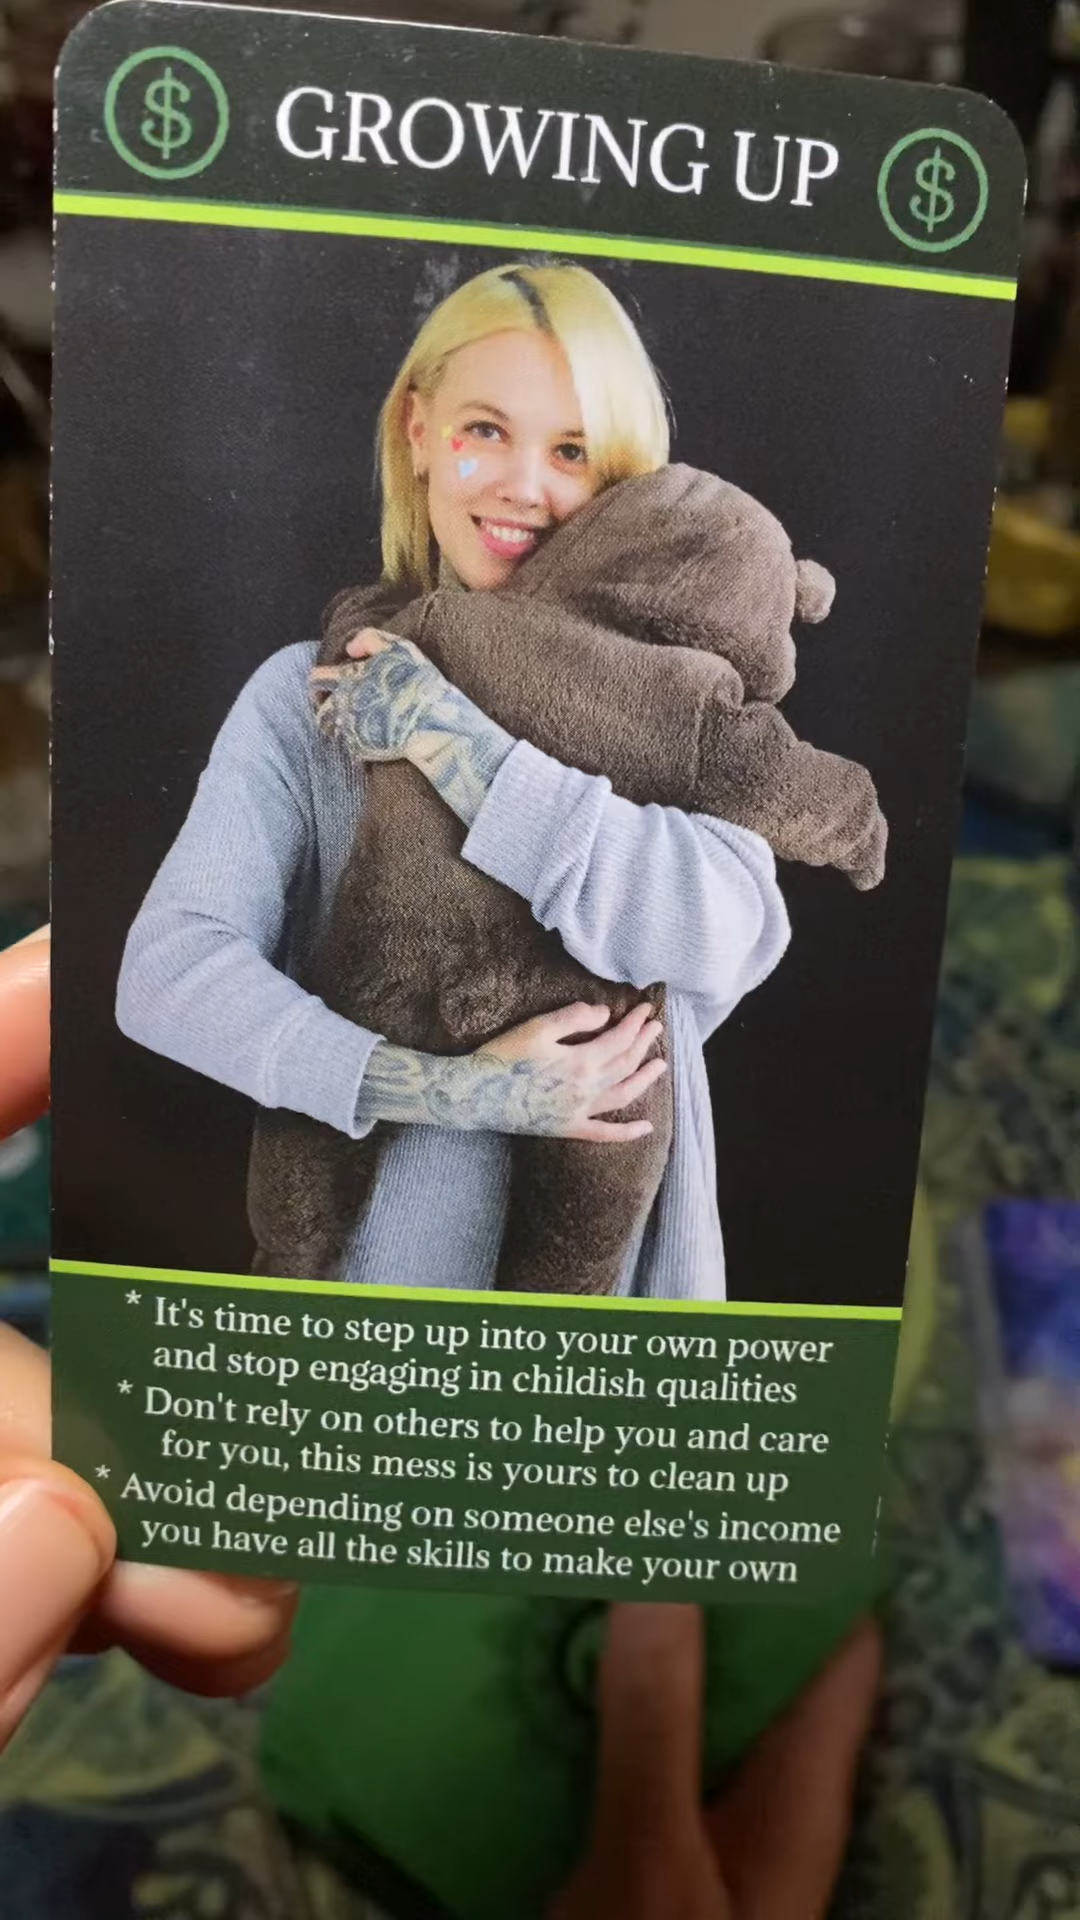 $ GROWING UP $
* It's time to step up into your own power
and stop engaging in childish qualities
* Don't rely on others to help you and care
for you, this mess is yours to clean up
* Avoid depending on someone else's income
you have all the skills to make your own